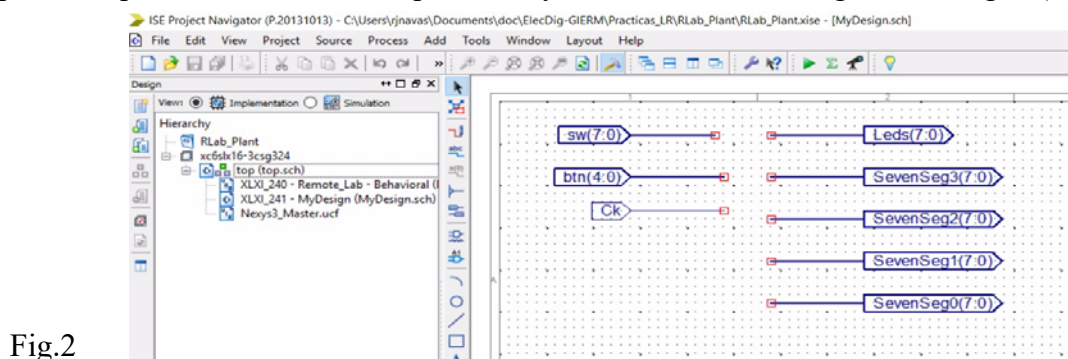 ISE Project Navigator (P.20131013) - C:\Users\rjnavas\Documents\doc\ElecDig-GIERM\Practicas_LR\RLab_Plant\RLab_Plant.xise - [MyDesign.sch]
File Edit View Project Source Process Add Tools Window Layout Help
Design
View: Implementation Simulation
Hierarchy
RLab_Plant
xc6slx16-3csg324
top (top.sch)
XLXI_240 - Remote_Lab - Behavioral (
XLXI_241 - MyDesign (MyDesign.sch)
Nexys3_Master.ucf
sw(7:0)
Leds(7:0)
btn(4:0)
SevenSeg3(7:0)
Ck
SevenSeg2(7:0)
SevenSeg1(7:0)
SevenSeg0(7:0)
Fig.2